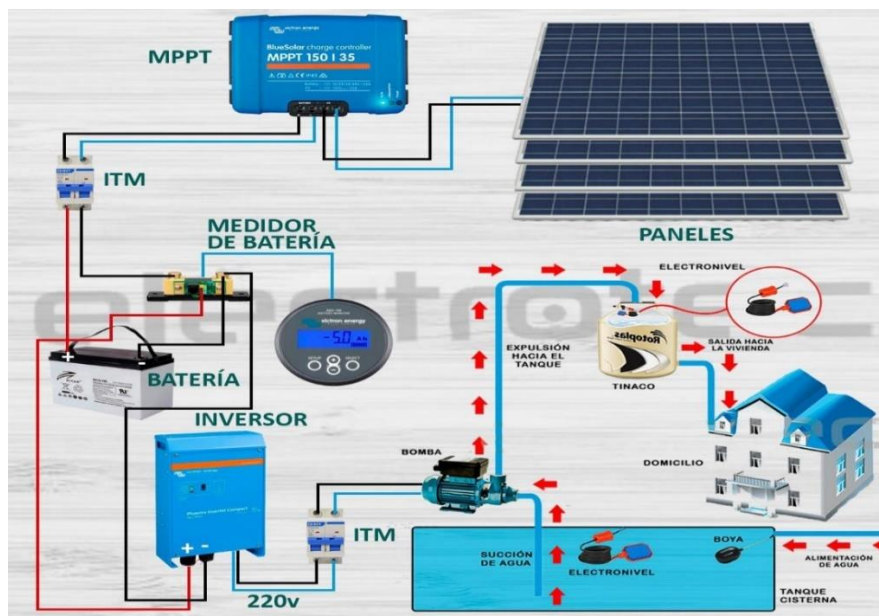 MPPT
victron energy
BlueSolar charge controller
MPPT 150 | 35
ITM
MEDIDOR
DE BATERÍA
PANELES
electrotec
ELECTRONIVEL
EXPULSIÓN
HACIA EL
TANQUE
Rotoplas
SALIDA HACIA
LA VIVIENDA
TINACO
BATERÍA
INVERSOR
BOMBA
DOMICILIO
ITM
SUCCIÓN
DE AGUA
ELECTRONIVEL
BOYA
ALIMENTACIÓN
DE AGUA
TANQUE
CISTERNA
220v